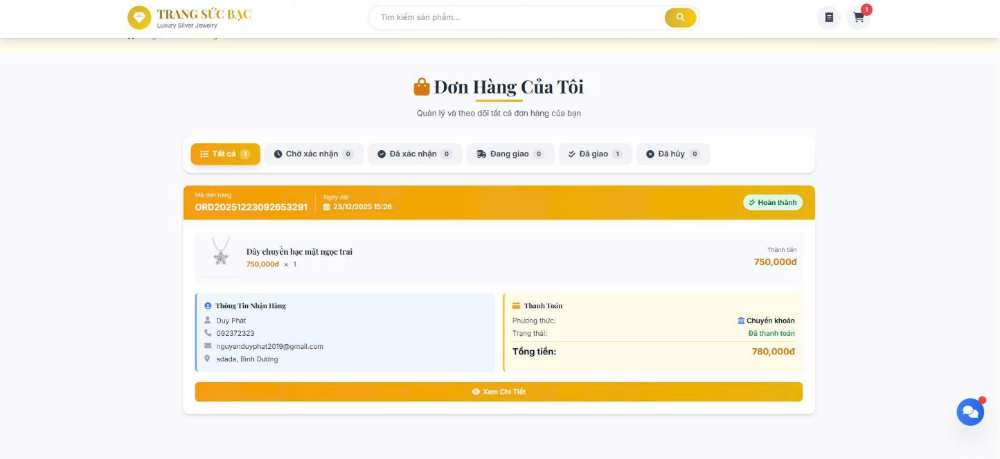 TRANG SỨC BẠC
Luxury Silver Jewelry
Tìm kiếm sản phẩm...
1
Đơn Hàng Của Tôi
Quản lý và theo dõi tất cả đơn hàng của bạn
Tất cả 1
Chờ xác nhận 0
Đã xác nhận 0
Đang giao 0
Đã giao 1
Đã hủy 0
Mã đơn hàng
ORD20251223092653291
Ngày đặt
23/12/2025 15:26
Hoàn thành
Dây chuyền bạc mặt ngọc trai
750,000đ × 1
Thành tiền
750,000đ
Thông Tin Nhận Hàng
Duy Phát
092372323
nguyenduyphat2019@gmail.com
sdada, Bình Dương
Thanh Toán
Phương thức: Chuyển khoản
Trạng thái: Đã thanh toán
Tổng tiền: 780,000đ
Xem Chi Tiết